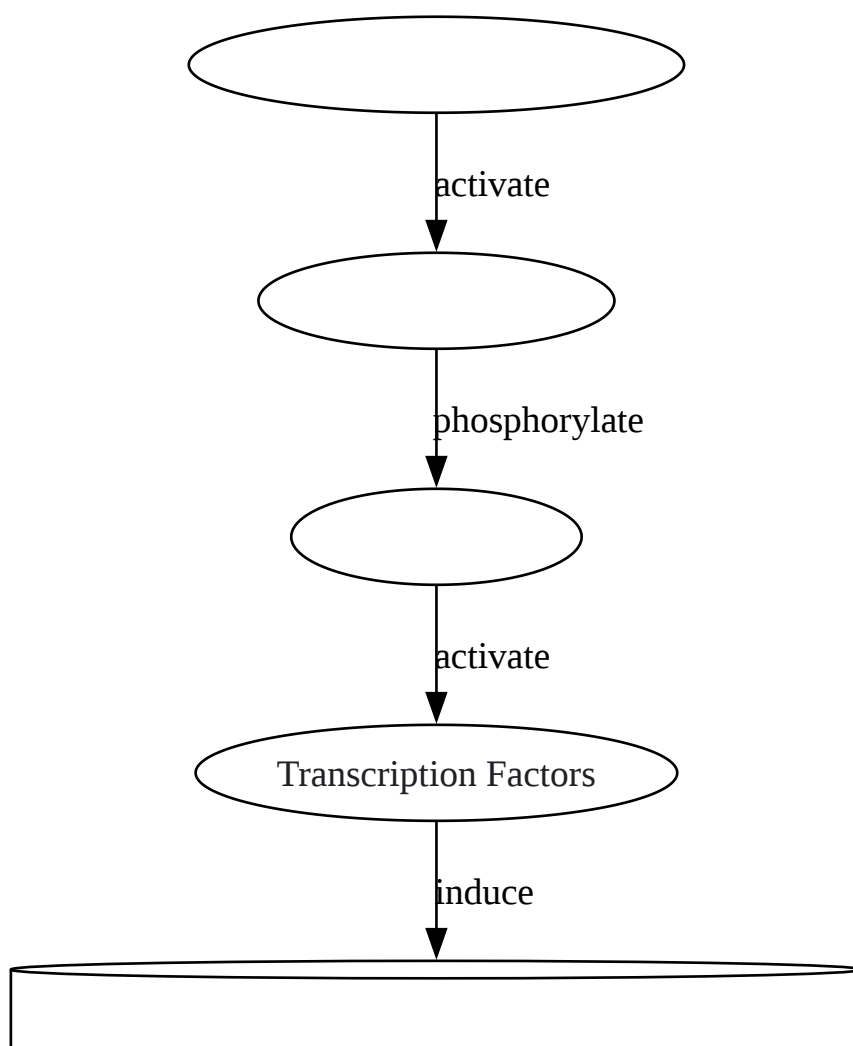 activate
phosphorylate
activate
Transcription Factors
induce